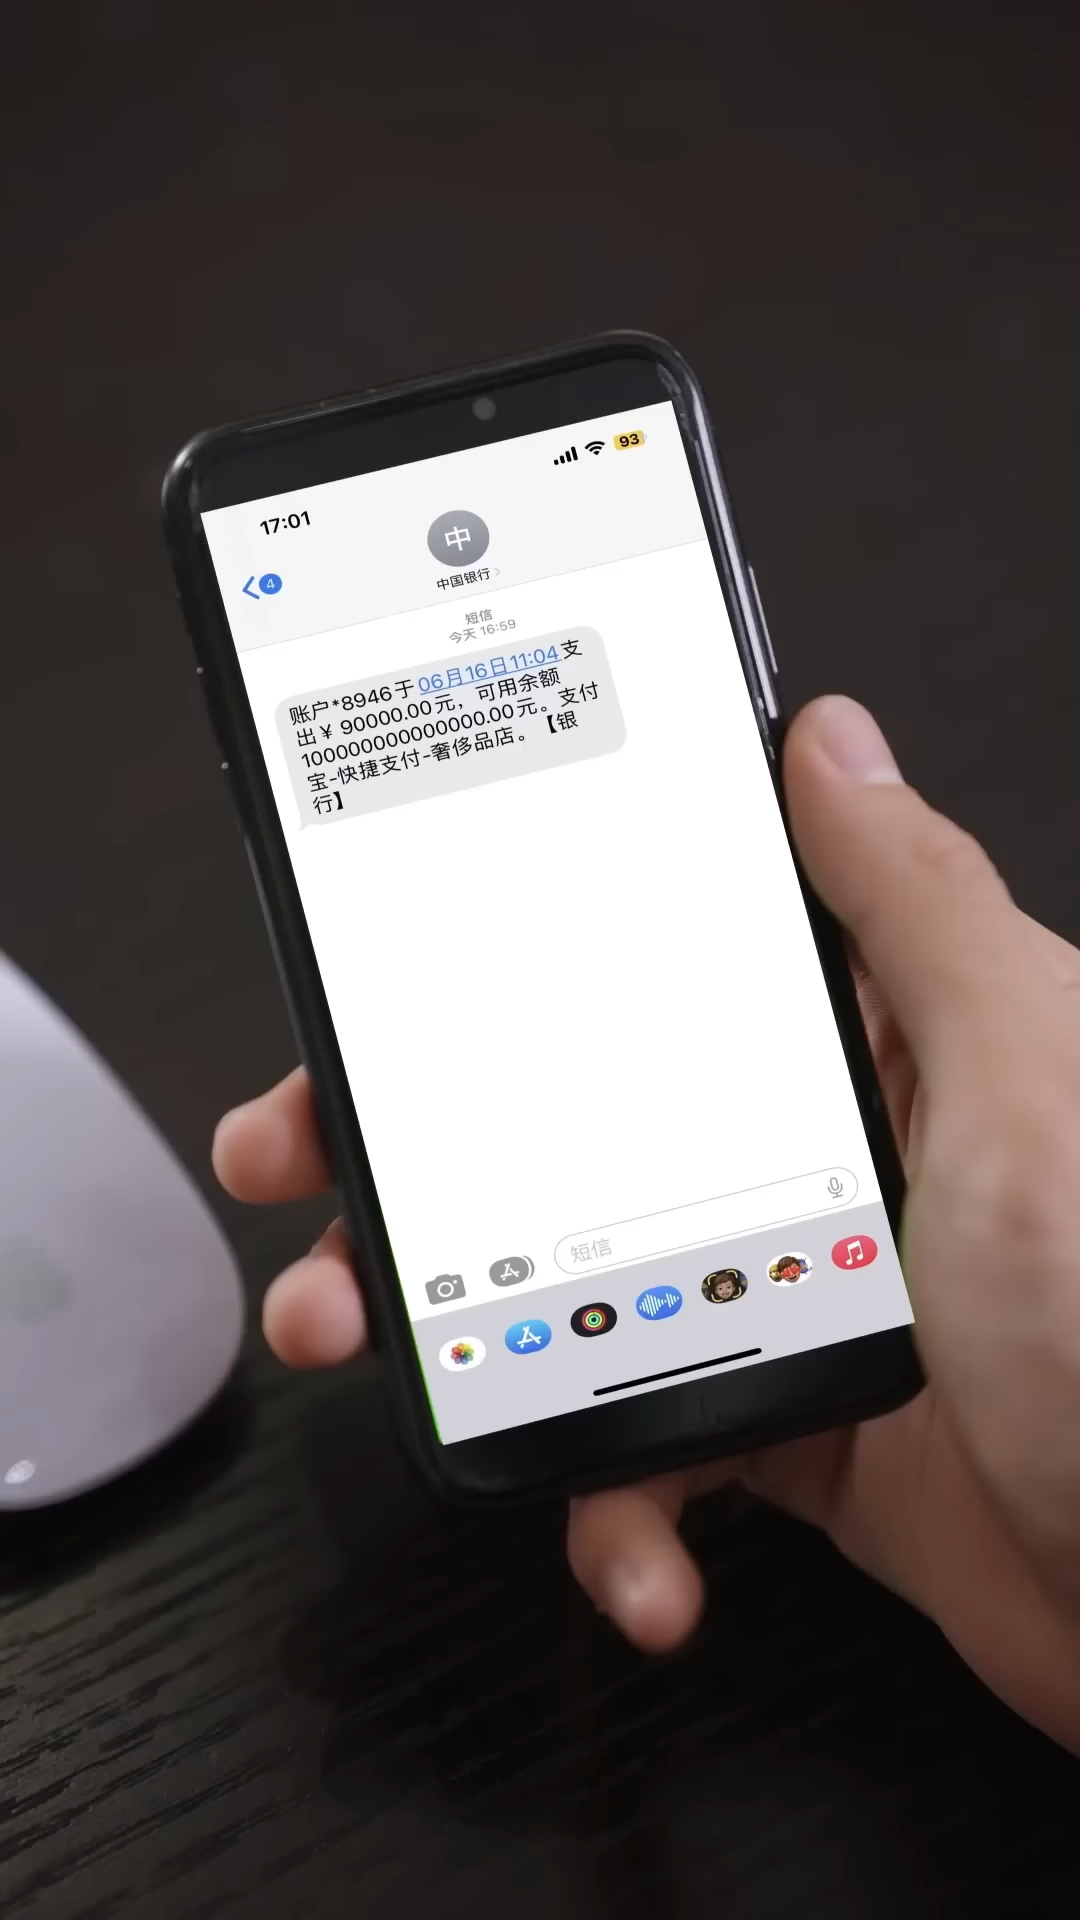 17:01
93
4
中
中国银行
短信
今天 16:59
账户*8946于06月16日11:04支
出¥ 90000.00元，可用余额
100000000000000.00元。支付
宝-快捷支付-奢侈品店。【银
行】
短信